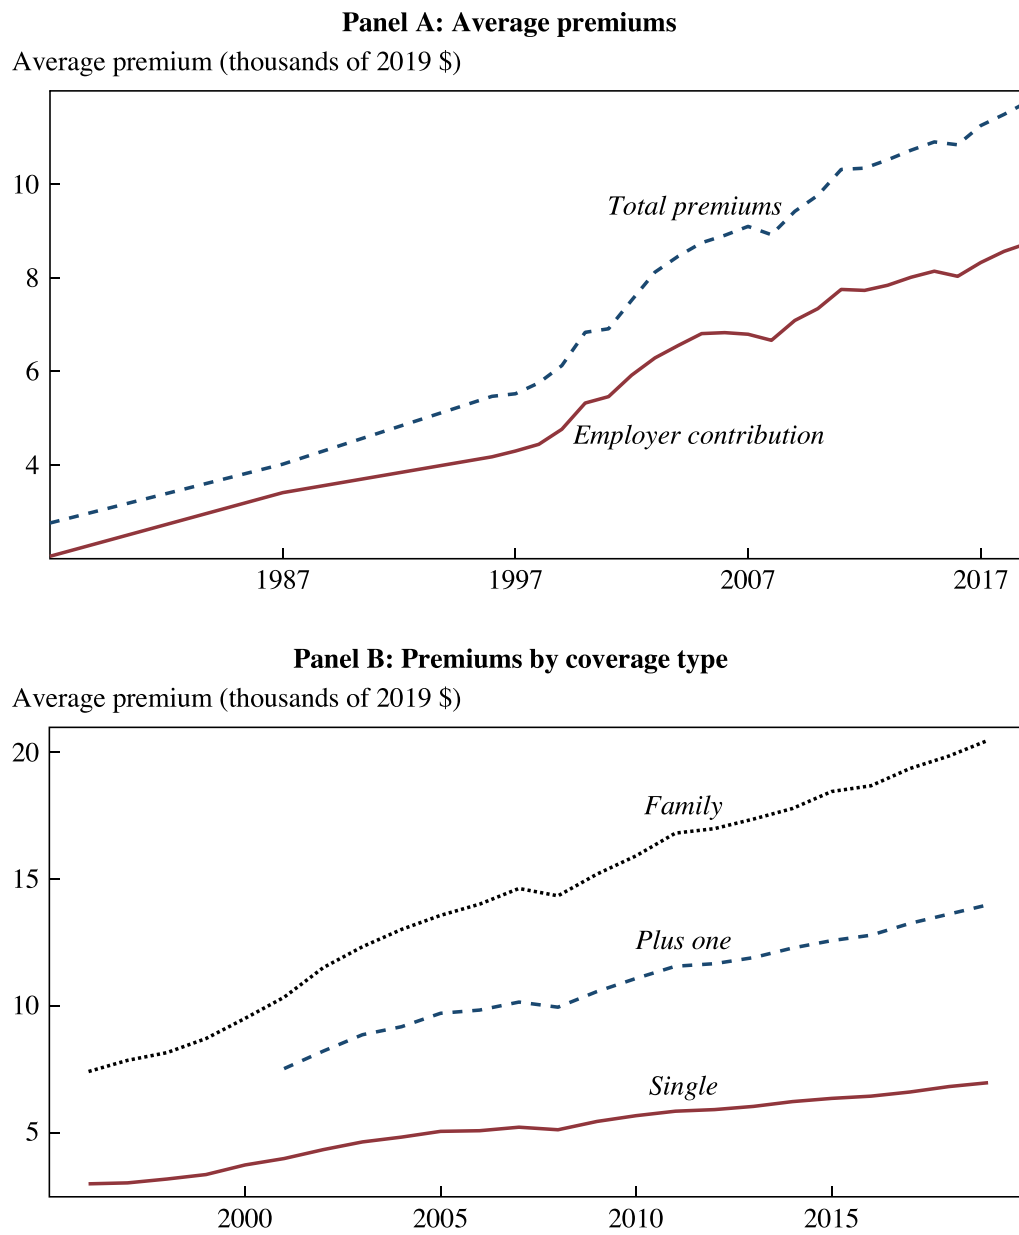 Panel A: Average premiums
Average premium (thousands of 2019 $)
10
8
6
4
Total premiums
Employer contribution
1987
1997
2007
2017
Panel B: Premiums by coverage type
Average premium (thousands of 2019 $)
20
15
10
5
Family
Plus one
Single
2000
2005
2010
2015